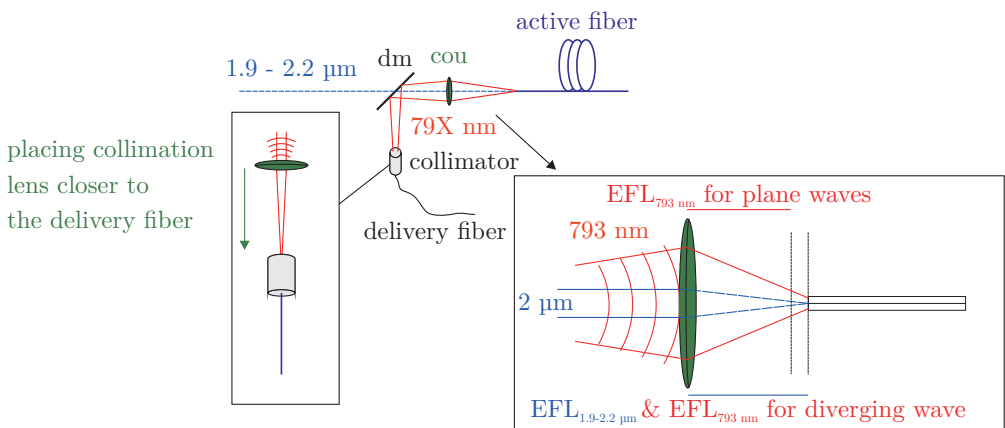 active fiber
dm
cou
1.9 - 2.2 µm
79X nm
collimator
delivery fiber
placing collimation
lens closer to
the delivery fiber
EFL793 nm for plane waves
793 nm
2 µm
EFL1.9-2.2 µm & EFL793 nm for diverging wave